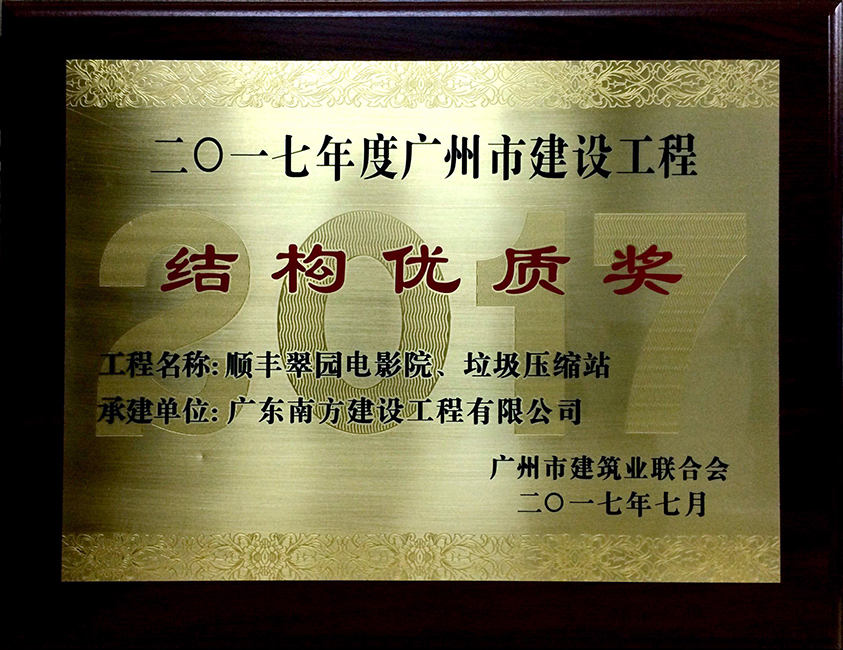 二〇一七年度广州市建设工程
2017
结构优质奖
工程名称:顺丰翠园电影院、垃圾压缩站
承建单位:广东南方建设工程有限公司
广州市建筑业联合会
二〇一七年七月